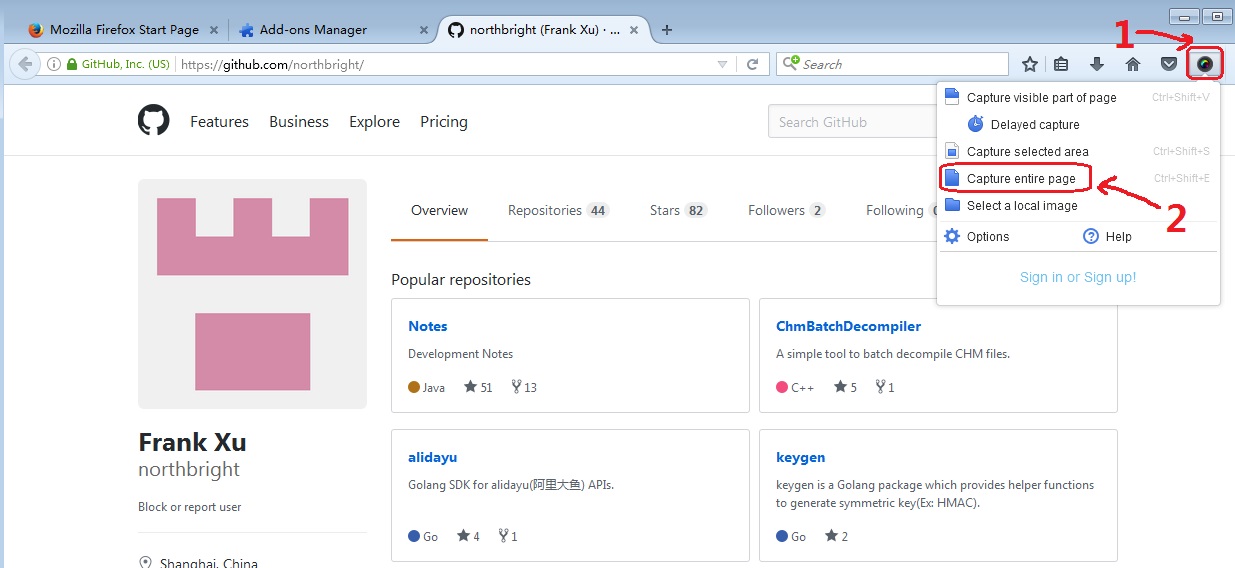 Mozilla Firefox Start Page
Add-ons Manager
northbright (Frank Xu) · ...
1
GitHub, Inc. (US)
https://github.com/northbright/
Search
Features
Business
Explore
Pricing
Search GitHub
Capture visible part of page Ctrl+Shift+V
Delayed capture
Capture selected area Ctrl+Shift+S
Capture entire page Ctrl+Shift+E
2
Select a local image
Options
Help
Sign in or Sign up!
Overview
Repositories 44
Stars 82
Followers 2
Following
Popular repositories
Notes
Development Notes
Java 51 13
ChmBatchDecompiler
A simple tool to batch decompile CHM files.
C++ 5 1
alidayu
Golang SDK for alidayu(阿里大鱼) APIs.
Go 4 1
keygen
keygen is a Golang package which provides helper functions
to generate symmetric key(Ex: HMAC).
Go 2
Frank Xu
northbright
Block or report user
Shanghai, China